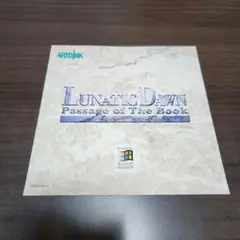 ARTDINK
LUNATIC DAWN
Passage of The Book